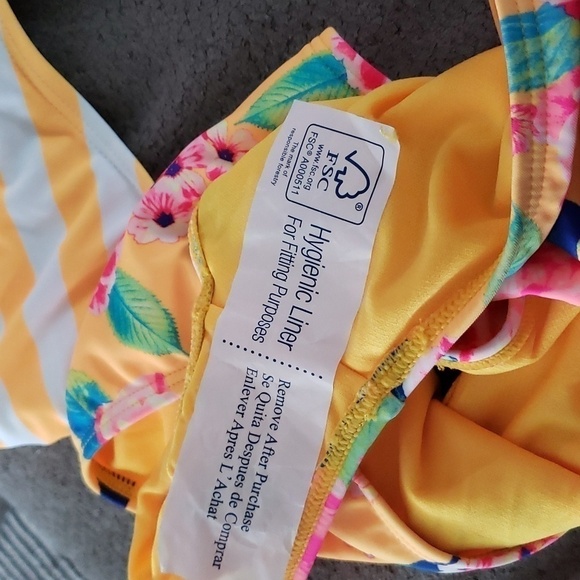 FSC
www.fsc.org
FSC® A000511
The mark of
responsible forestry
®
Hygienic Liner
For Fitting Purposes
Remove After Purchase
Se Quita Despues de Comprar
Enlever Apres L' Achat